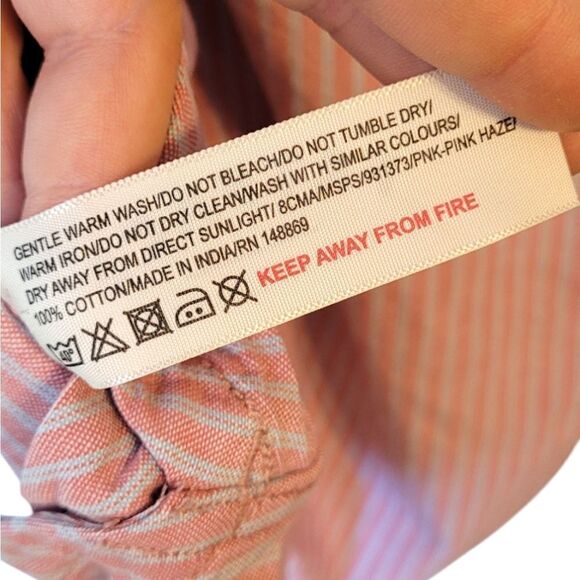 GENTLE WARM WASH/DO NOT BLEACH/DO NOT TUMBLE DRY/
WARM IRON/DO NOT DRY CLEAN/WASH WITH SIMILAR COLOURS/
DRY AWAY FROM DIRECT SUNLIGHT/ 8CMA/MSPS/931373/PNK-PINK HAZE/
100% COTTON/MADE IN INDIA/RN 148869
KEEP AWAY FROM FIRE
40°